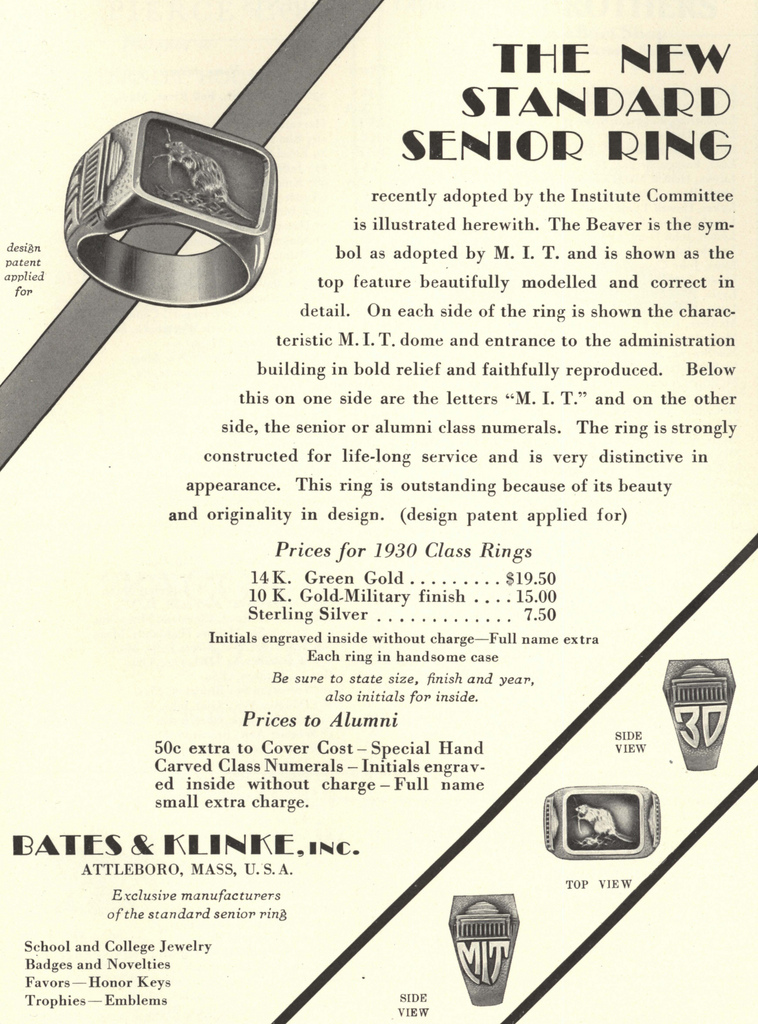 THE NEW
STANDARD
SENIOR RING
recently adopted by the Institute Committee
is illustrated herewith. The Beaver is the sym-
bol as adopted by M. I. T. and is shown as the
top feature beautifully modelled and correct in
detail. On each side of the ring is shown the charac-
teristic M. I. T. dome and entrance to the administration
building in bold relief and faithfully reproduced. Below
this on one side are the letters “M. I. T.” and on the other
side, the senior or alumni class numerals. The ring is strongly
constructed for life-long service and is very distinctive in
appearance. This ring is outstanding because of its beauty
and originality in design. (design patent applied for)
design
patent
applied
for
Prices for 1930 Class Rings
14 K. Green Gold . . . . . . . . . $19.50
10 K. Gold-Military finish . . . . 15.00
Sterling Silver . . . . . . . . . . . . 7.50
Initials engraved inside without charge—Full name extra
Each ring in handsome case
Be sure to state size, finish and year,
also initials for inside.
Prices to Alumni
50c extra to Cover Cost – Special Hand
Carved Class Numerals – Initials engrav-
ed inside without charge – Full name
small extra charge.
BATES & KLINKE, INC.
ATTLEBORO, MASS, U. S. A.
Exclusive manufacturers
of the standard senior ring
School and College Jewelry
Badges and Novelties
Favors — Honor Keys
Trophies — Emblems
30
SIDE
VIEW
TOP VIEW
MIT
SIDE
VIEW